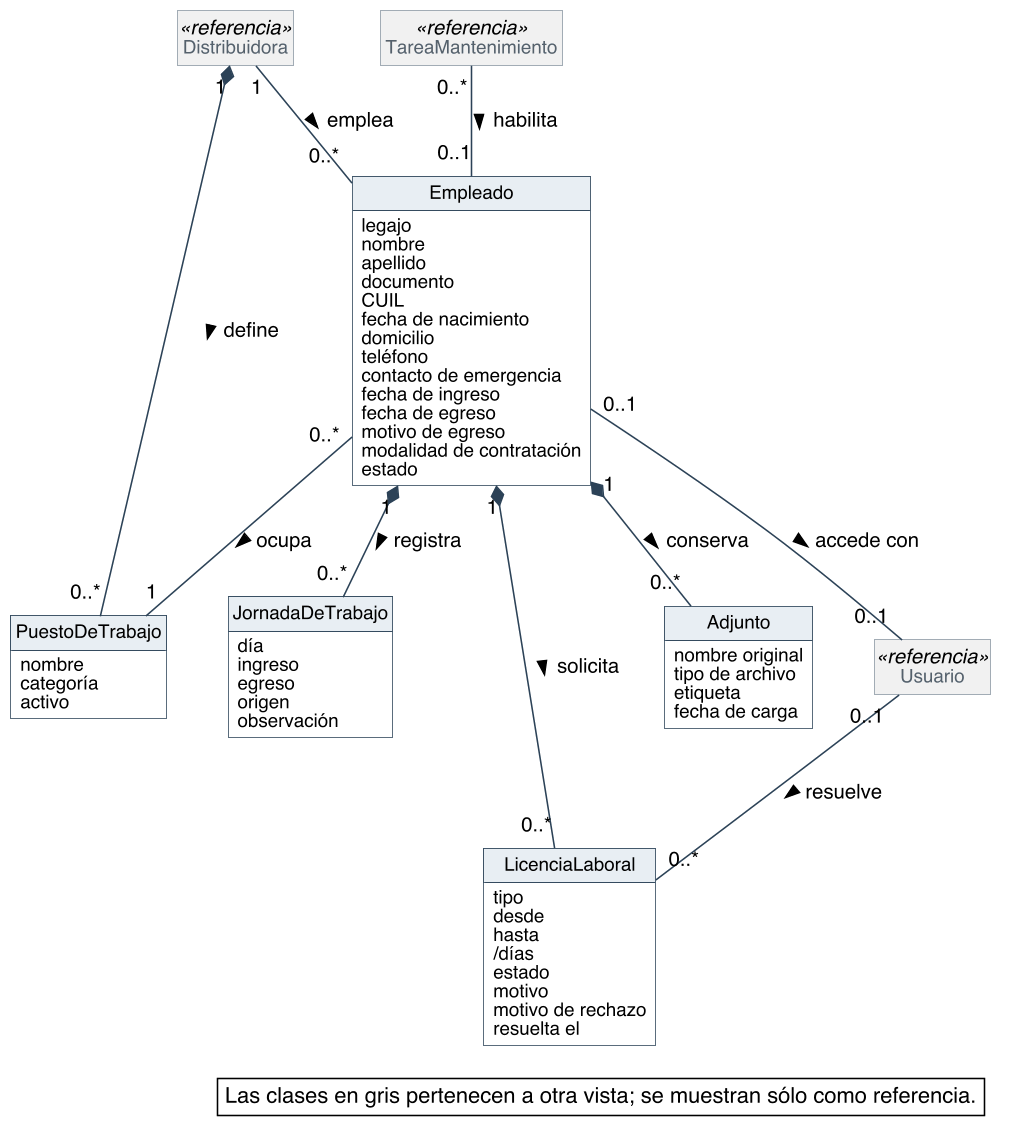 «referencia»
Distribuidora
«referencia»
TareaMantenimiento
1
1
0..*
emplea
habilita
0..*
0..1
Empleado
legajo
nombre
apellido
documento
CUIL
fecha de nacimiento
domicilio
teléfono
contacto de emergencia
fecha de ingreso
fecha de egreso
motivo de egreso
modalidad de contratación
estado
define
0..1
0..*
1
1
1
ocupa
registra
conserva
accede con
0..*
1
0..*
0..*
0..1
PuestoDeTrabajo
nombre
categoría
activo
JornadaDeTrabajo
día
ingreso
egreso
origen
observación
Adjunto
nombre original
tipo de archivo
etiqueta
fecha de carga
«referencia»
Usuario
solicita
0..1
resuelve
0..*
0..*
LicenciaLaboral
tipo
desde
hasta
/días
estado
motivo
motivo de rechazo
resuelta el
Las clases en gris pertenecen a otra vista; se muestran sólo como referencia.